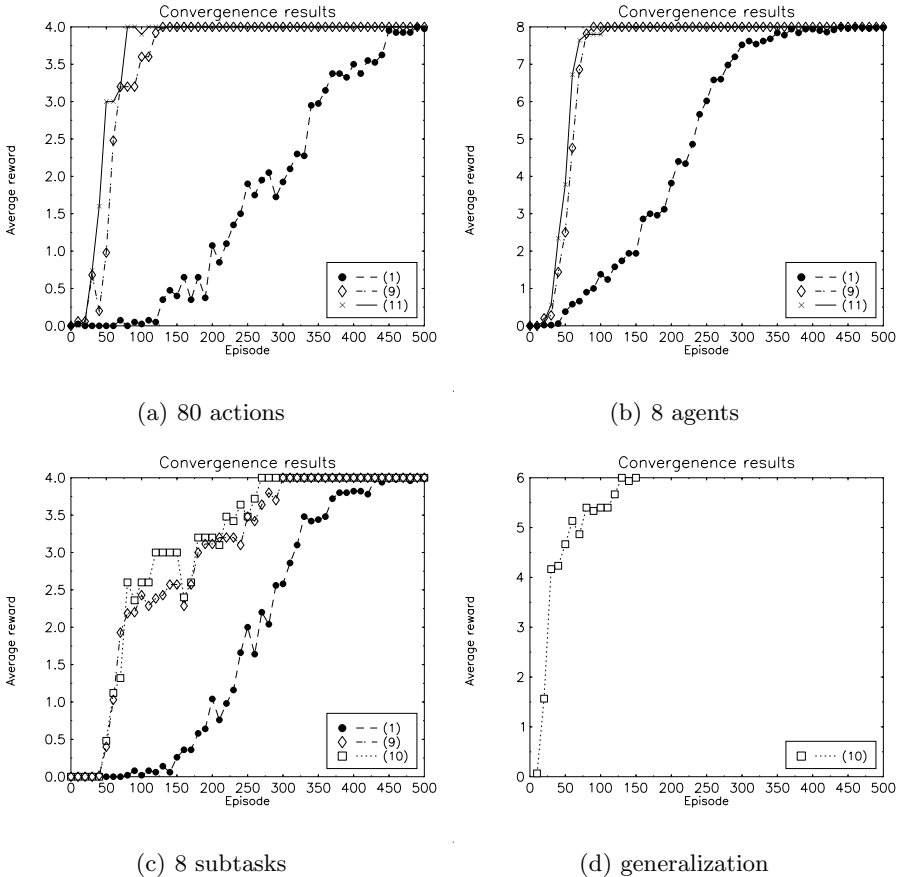 Convergenence results
4.0
3.5
3.0
2.5
2.0
1.5
1.0
0.5
0.0
Average reward
(1)
(9)
(11)
0 50 100 150 200 250 300 350 400 450 500
Episode
(a) 80 actions
Convergenence results
8
7
6
5
4
3
2
1
0
Average reward
(1)
(9)
(11)
0 50 100 150 200 250 300 350 400 450 500
Episode
(b) 8 agents
Convergenence results
4.0
3.5
3.0
2.5
2.0
1.5
1.0
0.5
0.0
Average reward
(1)
(9)
(10)
0 50 100 150 200 250 300 350 400 450 500
Episode
(c) 8 subtasks
Convergenence results
6
5
4
3
2
1
0
Average reward
(10)
0 50 100 150 200 250 300 350 400 450 500
Episode
(d) generalization